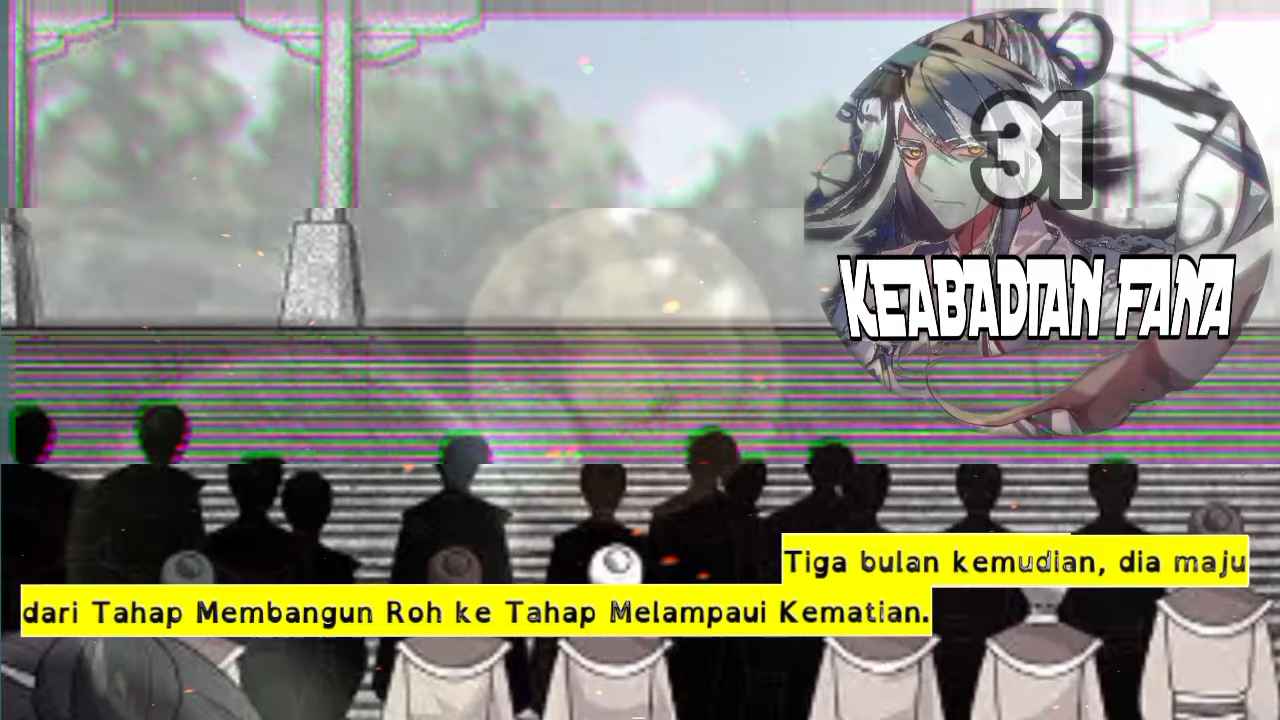 31
KEABADIAN FANA
Tiga bulan kemudian, dia maju
dari Tahap Membangun Roh ke Tahap Melampaui Kematian.